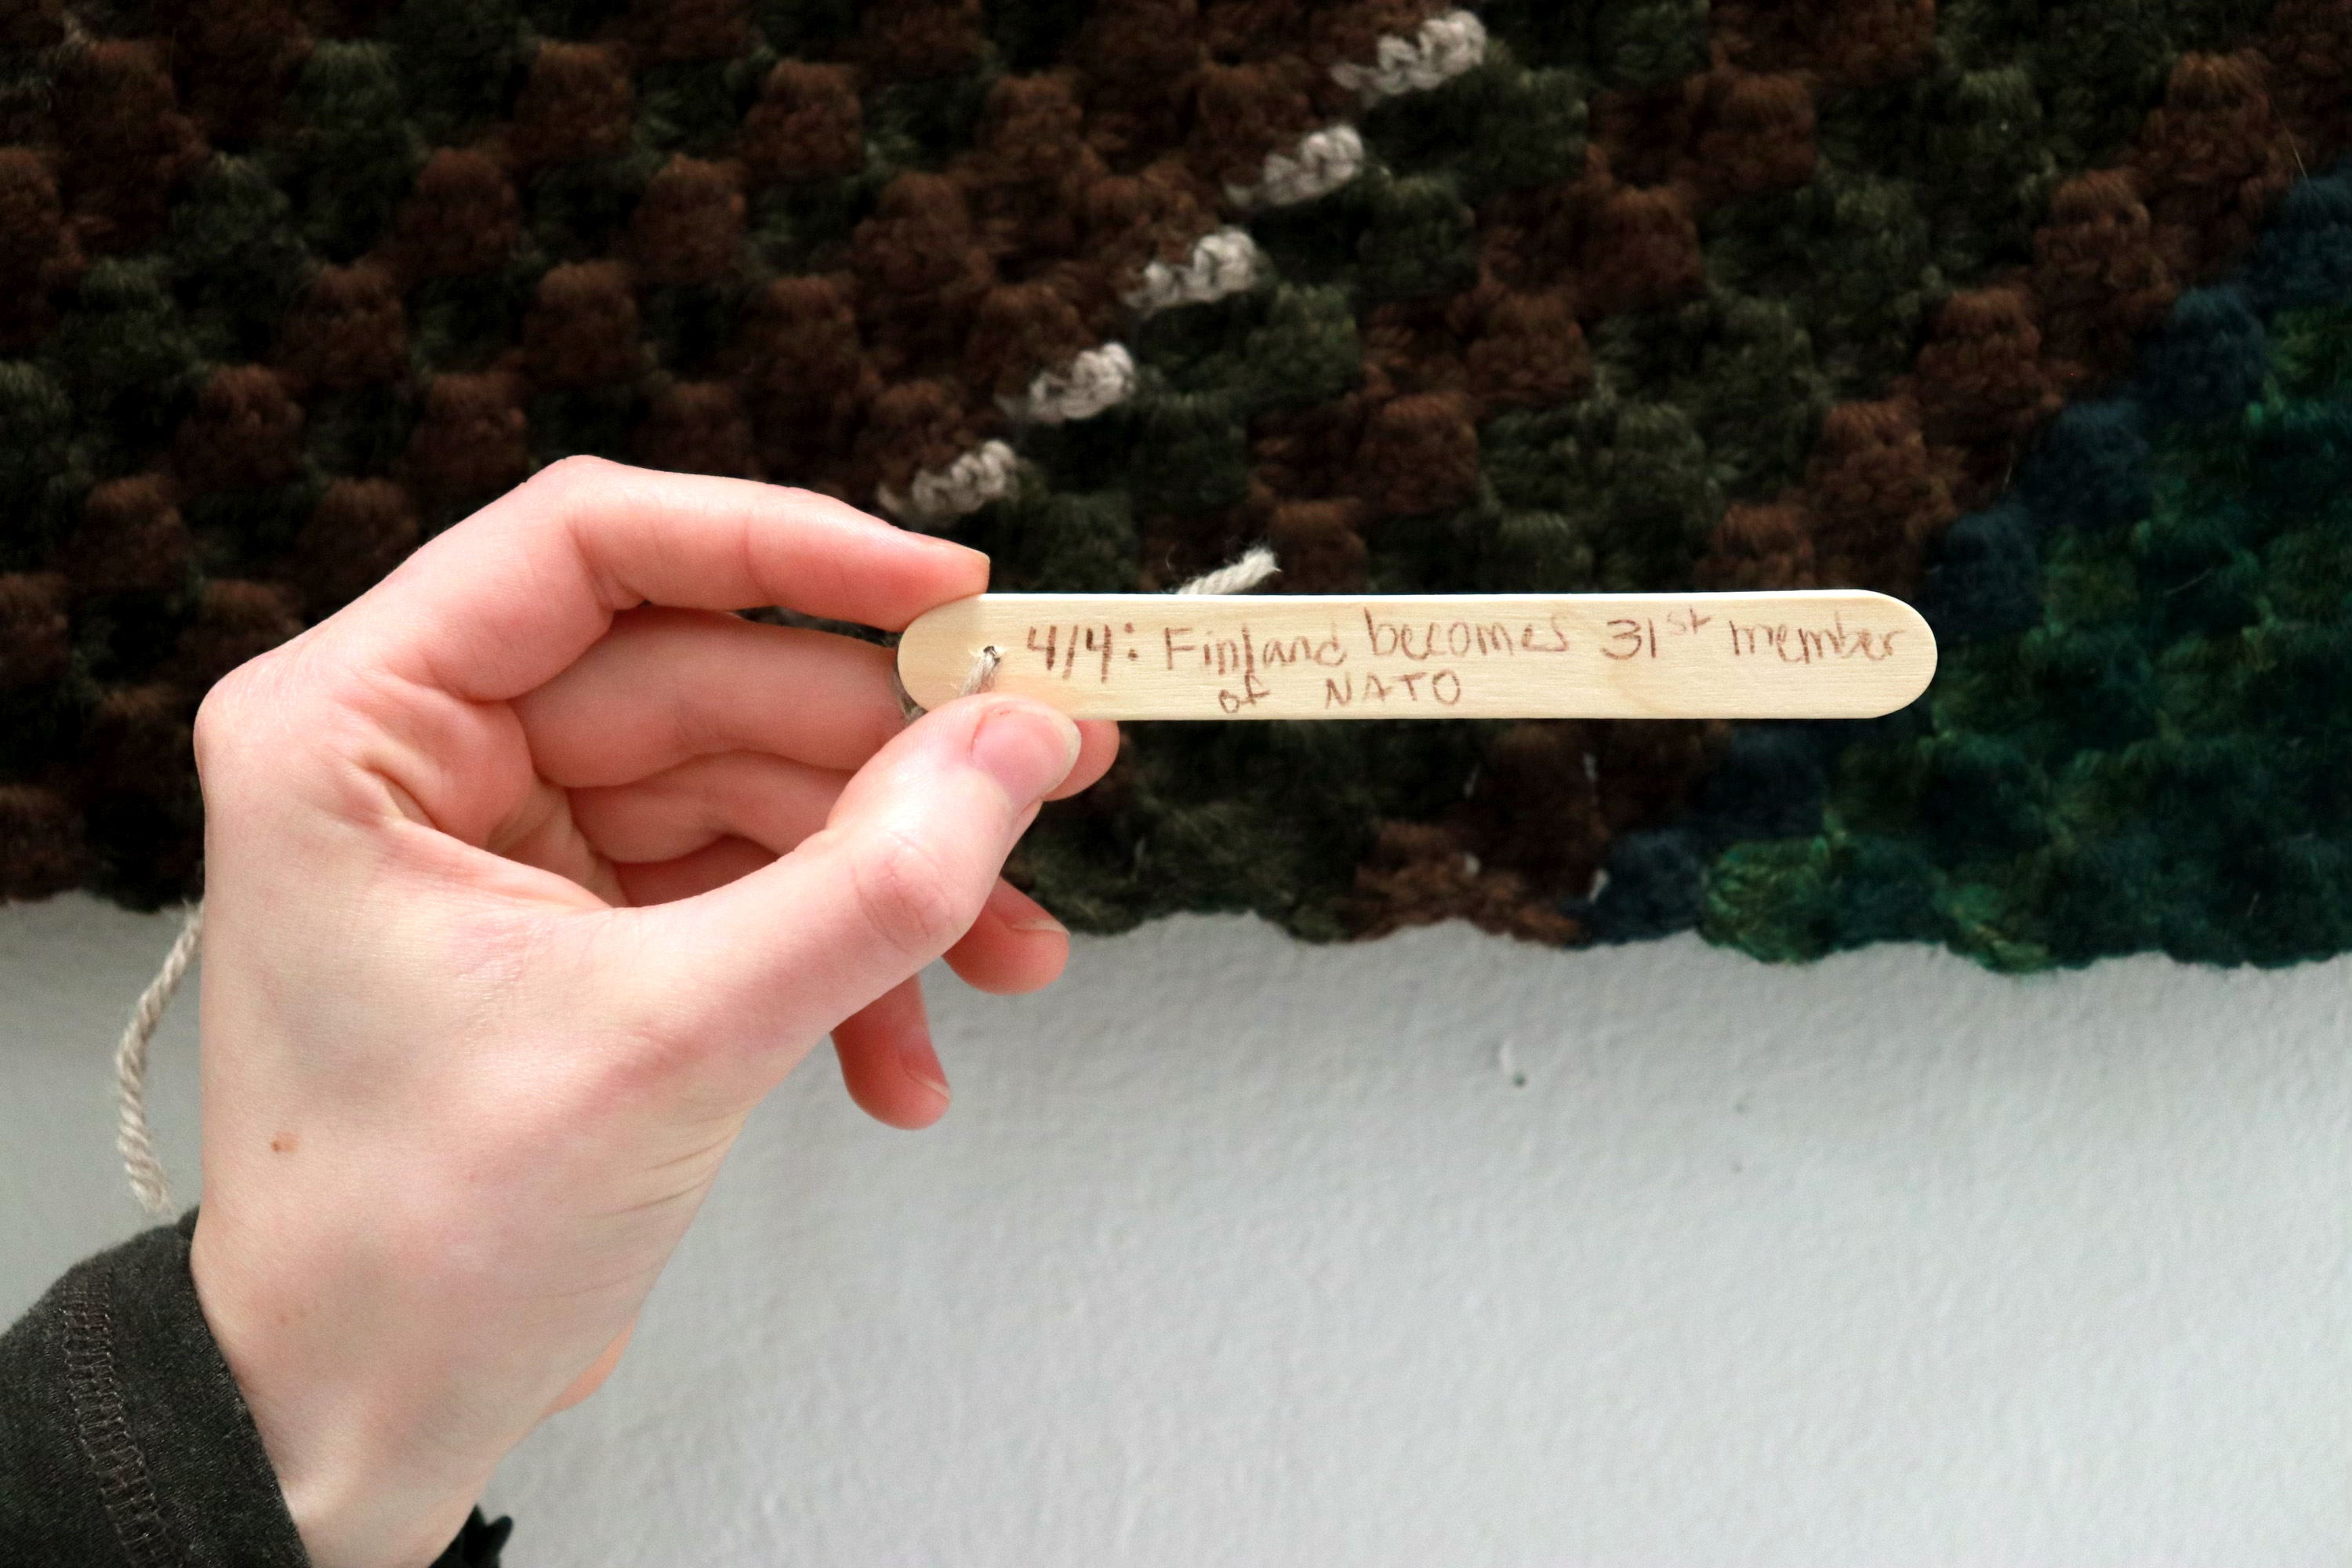 4/4: Finland becomes 31st member
of NATO